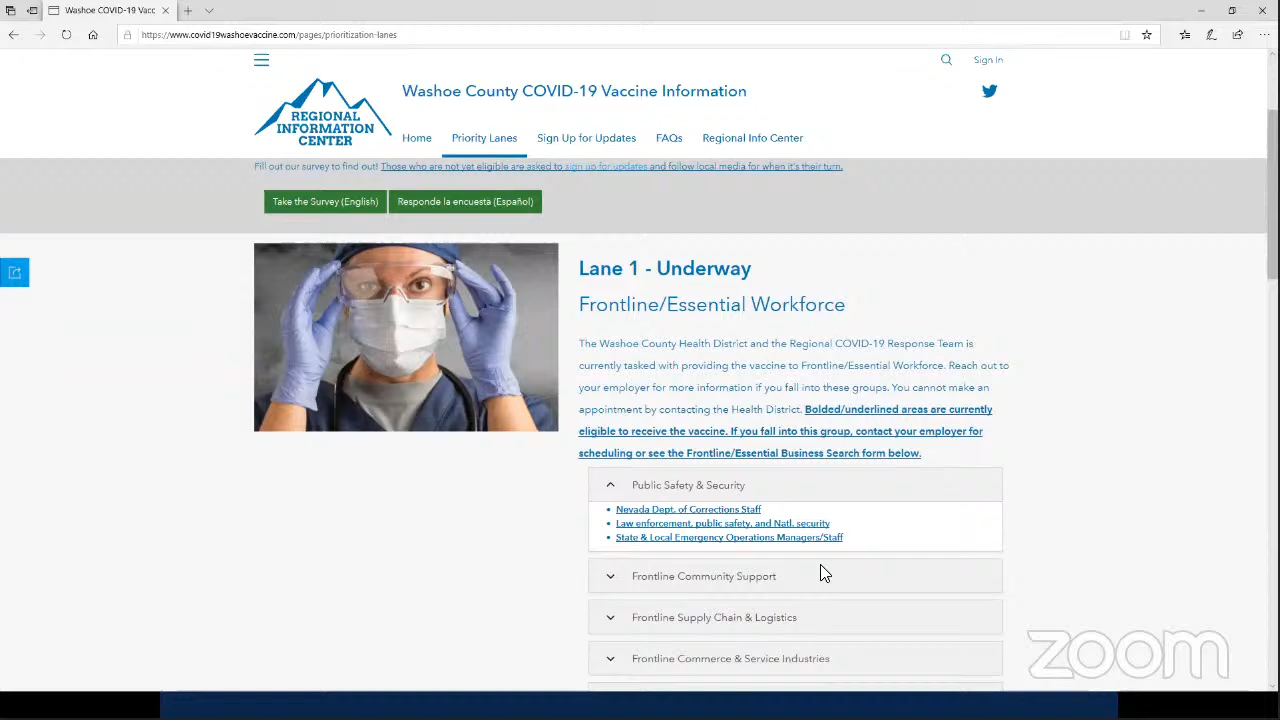 Washoe COVID-19 Vacc
https://www.covid19washoevaccine.com/pages/prioritization-lanes
Sign In
REGIONAL
INFORMATION
CENTER
Washoe County COVID-19 Vaccine Information
Home
Priority Lanes
Sign Up for Updates
FAQs
Regional Info Center
Fill out our survey to find out! Those who are not yet eligible are asked to sign up for updates and follow local media for when it's their turn.
Take the Survey (English)
Responde la encuesta (Español)
Lane 1 - Underway
Frontline/Essential Workforce
The Washoe County Health District and the Regional COVID-19 Response Team is
currently tasked with providing the vaccine to Frontline/Essential Workforce. Reach out to
your employer for more information if you fall into these groups. You cannot make an
appointment by contacting the Health District. Bolded/underlined areas are currently
eligible to receive the vaccine. If you fall into this group, contact your employer for
scheduling or see the Frontline/Essential Business Search form below.
Public Safety & Security
• Nevada Dept. of Corrections Staff
• Law enforcement, public safety, and Natl. security
• State & Local Emergency Operations Managers/Staff
Frontline Community Support
Frontline Supply Chain & Logistics
Frontline Commerce & Service Industries
zoom